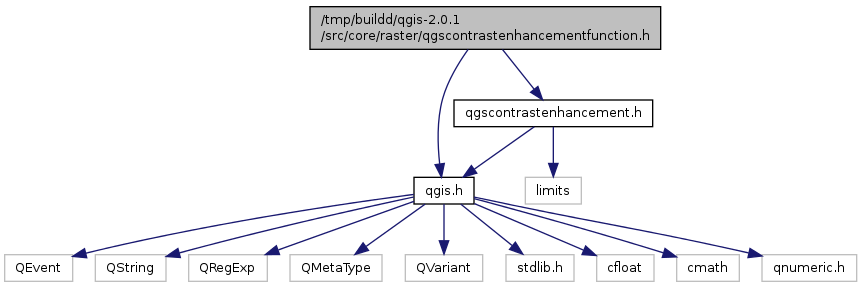 /tmp/buildd/qgis-2.0.1
/src/core/raster/qgscontrastenhancementfunction.h
qgscontrastenhancement.h
qgis.h
limits
QEvent
QString
QRegExp
QMetaType
QVariant
stdlib.h
cfloat
cmath
qnumeric.h